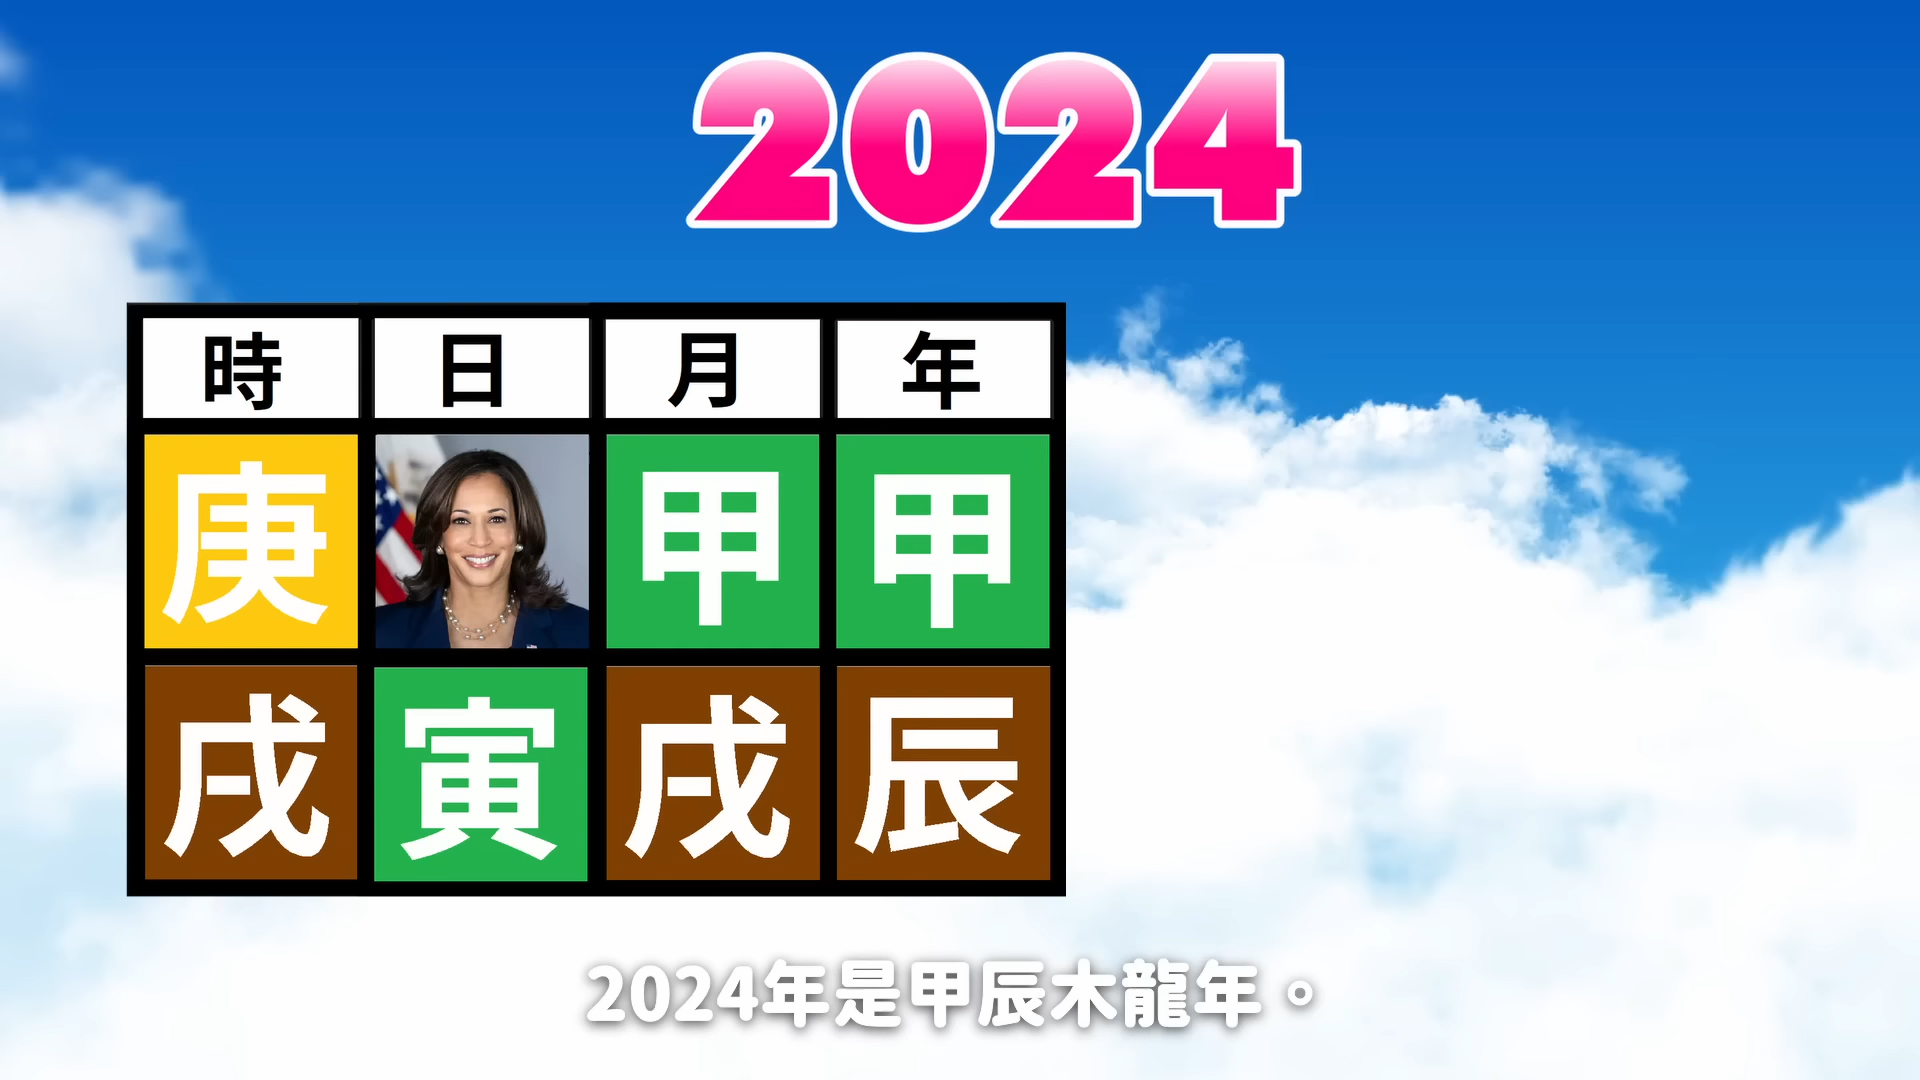 2024
時 日 月 年
庚 甲 甲
戌 寅 戌 辰
2024年是甲辰木龍年。